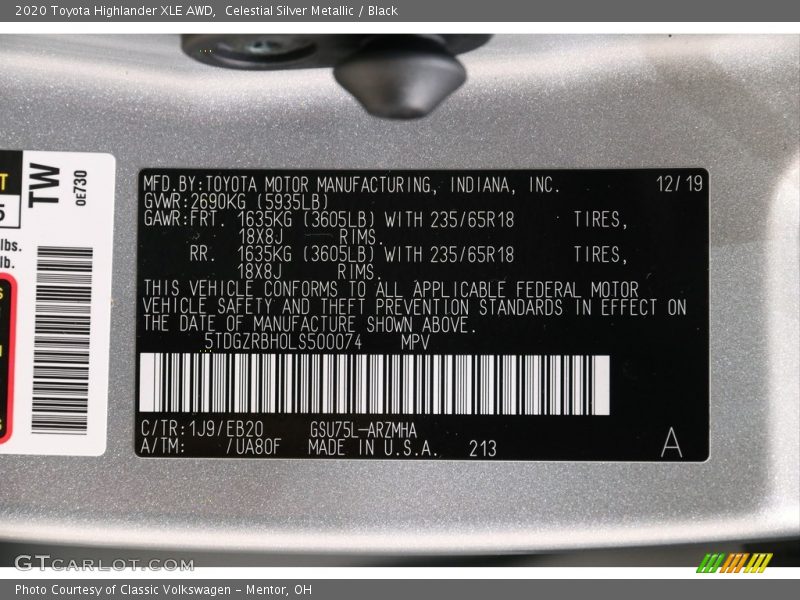 2020 Toyota Highlander XLE AWD, Celestial Silver Metallic / Black
T
5
lbs.
lb.
TW
0E730
MFD.BY:TOYOTA MOTOR MANUFACTURING, INDIANA, INC. 12/19
GVWR:2690KG (5935LB)
GAWR:FRT. 1635KG (3605LB) WITH 235/65R18 TIRES,
18X8J RIMS.
RR. 1635KG (3605LB) WITH 235/65R18 TIRES,
18X8J RIMS.
THIS VEHICLE CONFORMS TO ALL APPLICABLE FEDERAL MOTOR
VEHICLE SAFETY AND THEFT PREVENTION STANDARDS IN EFFECT ON
THE DATE OF MANUFACTURE SHOWN ABOVE.
5TDGZRBH0LS500074 MPV
C/TR:1J9/EB20 GSU75L-ARZMHA
A/TM: /UA80F MADE IN U.S.A. 213
A
GTCARLOT.COM
Photo Courtesy of Classic Volkswagen - Mentor, OH